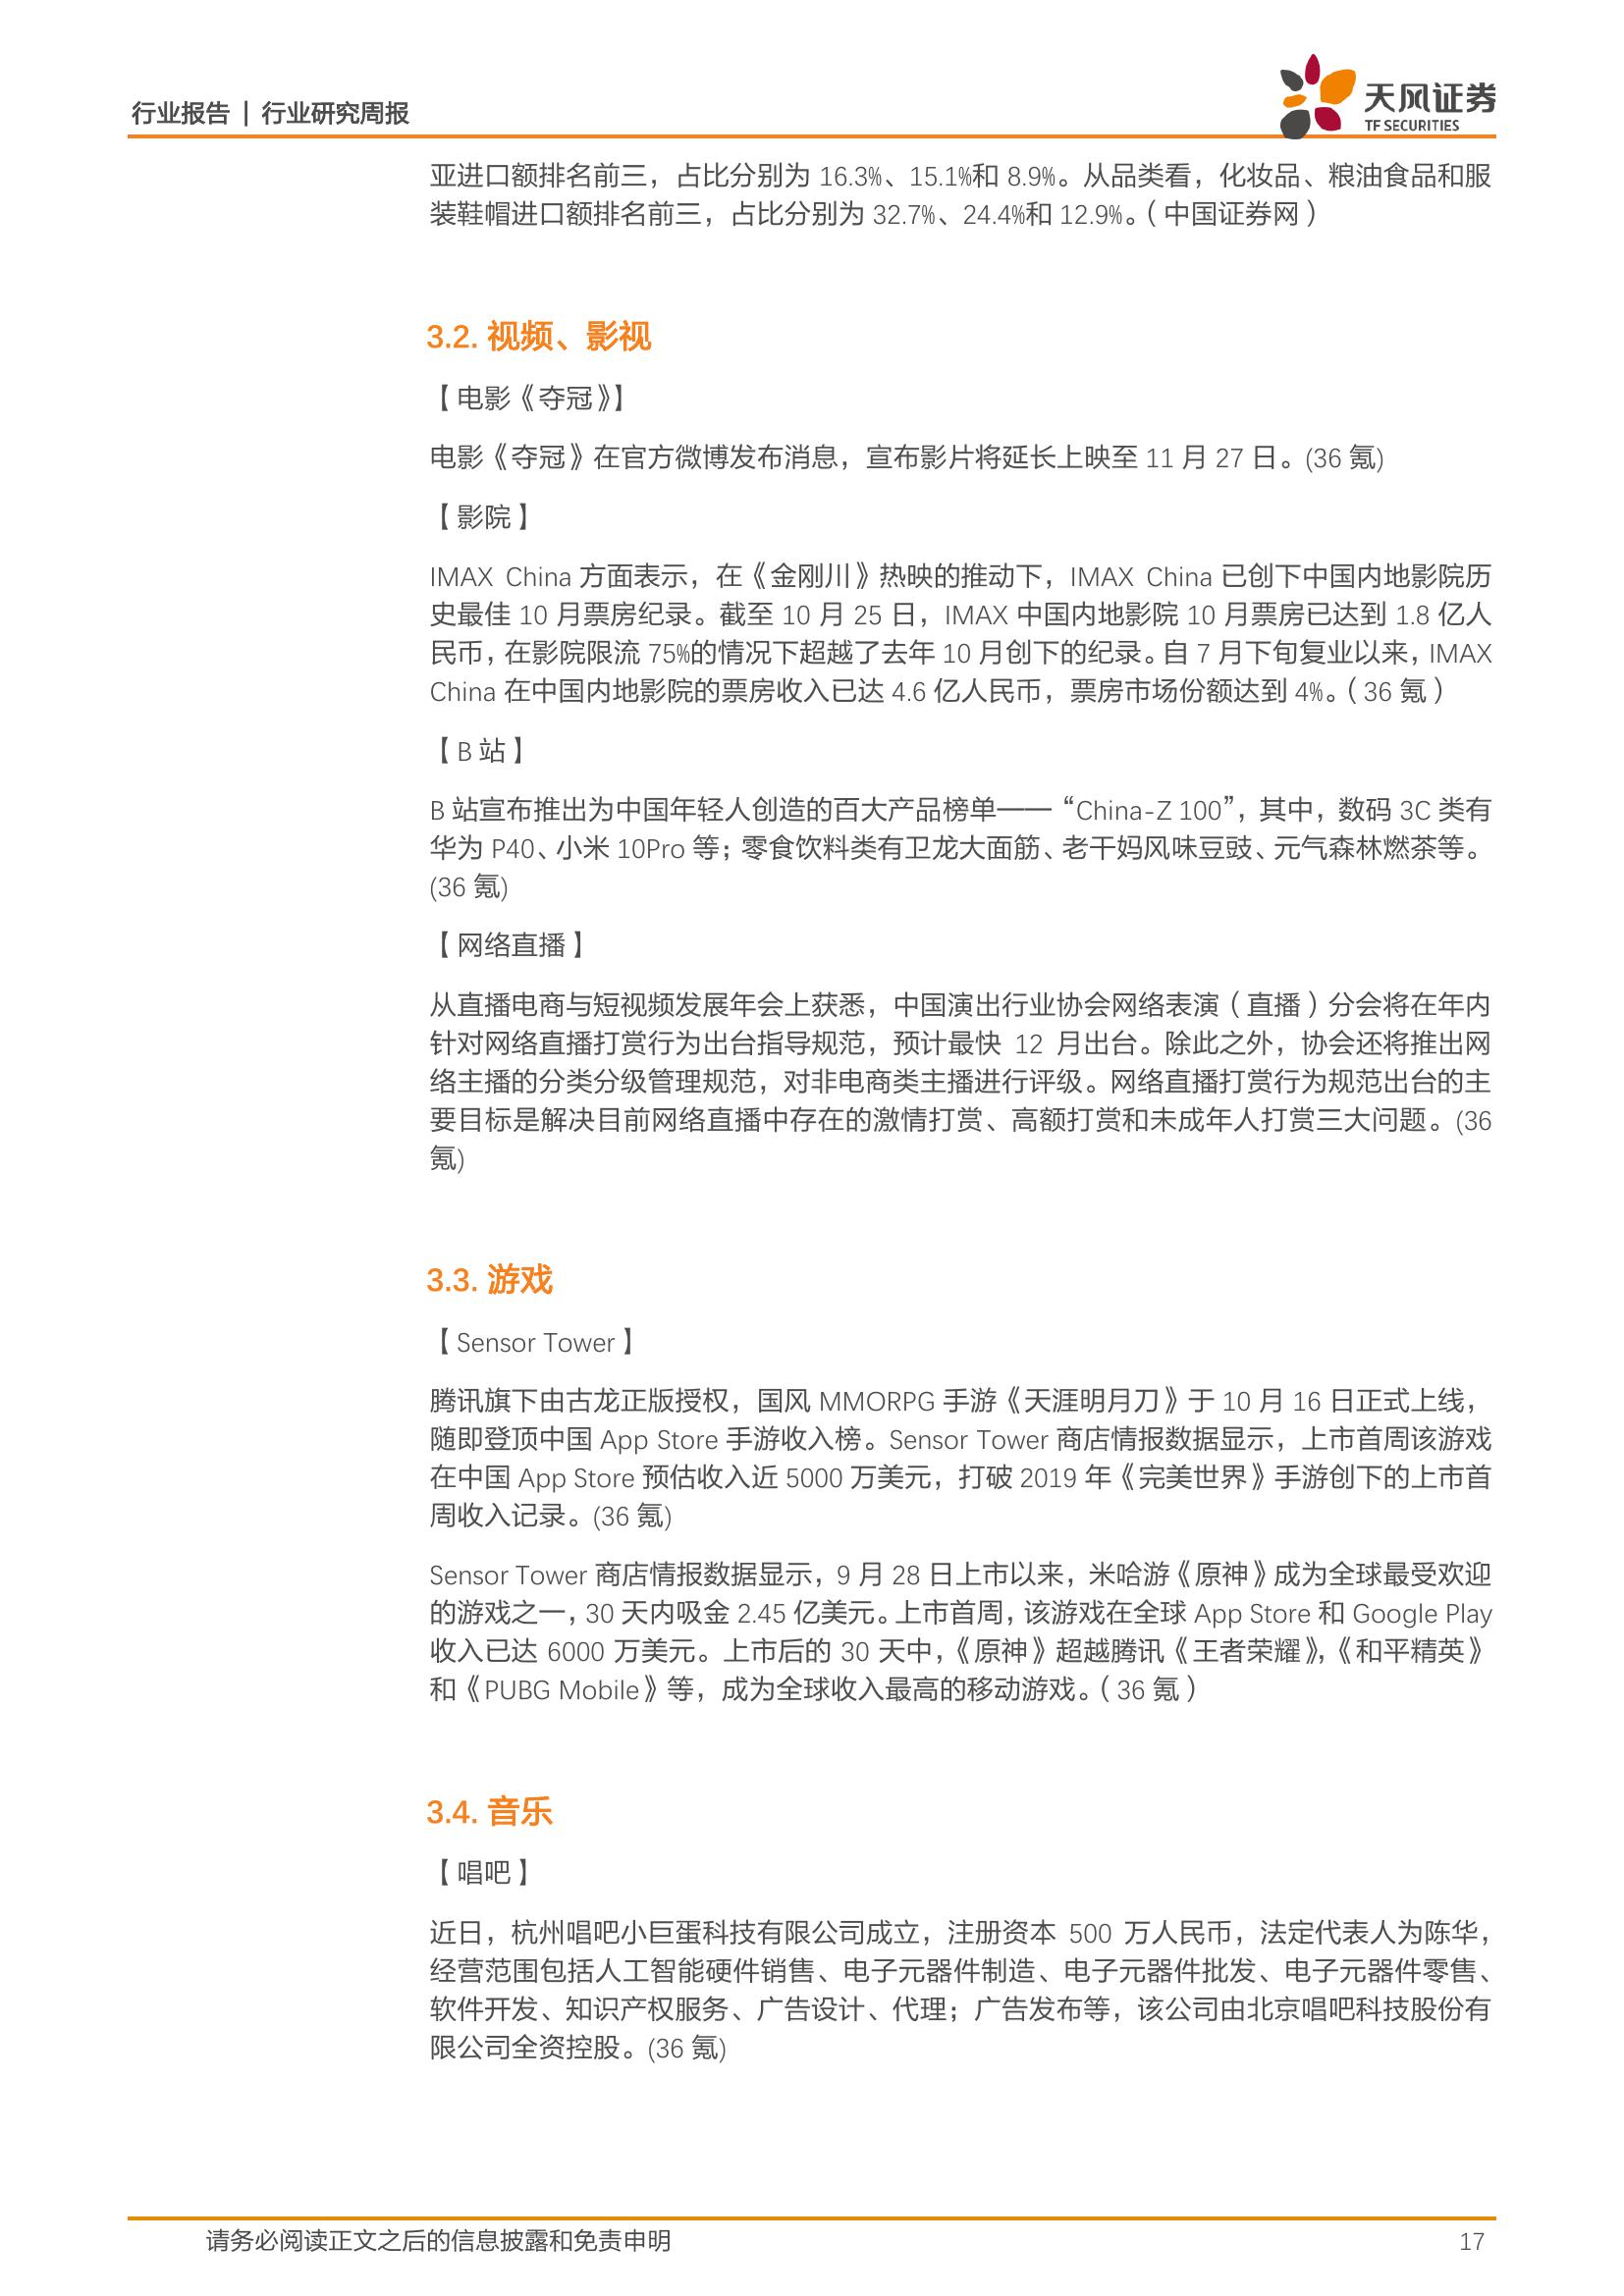 行业报告 | 行业研究周报
天风证券
TF SECURITIES
亚进口额排名前三，占比分别为 16.3%、15.1%和 8.9%。从品类看，化妆品、粮油食品和服
装鞋帽进口额排名前三，占比分别为 32.7%、24.4%和 12.9%。（中国证券网）
3.2. 视频、影视
【电影《夺冠》】
电影《夺冠》在官方微博发布消息，宣布影片将延长上映至 11 月 27 日。(36 氪)
【影院】
IMAX China 方面表示，在《金刚川》热映的推动下，IMAX China 已创下中国内地影院历
史最佳 10 月票房纪录。截至 10 月 25 日，IMAX 中国内地影院 10 月票房已达到 1.8 亿人
民币，在影院限流 75%的情况下超越了去年 10 月创下的纪录。自 7 月下旬复业以来，IMAX
China 在中国内地影院的票房收入已达 4.6 亿人民币，票房市场份额达到 4%。（36 氪）
【B 站】
B 站宣布推出为中国年轻人创造的百大产品榜单——“China-Z 100”，其中，数码 3C 类有
华为 P40、小米 10Pro 等；零食饮料类有卫龙大面筋、老干妈风味豆豉、元气森林燃茶等。
(36 氪)
【网络直播】
从直播电商与短视频发展年会上获悉，中国演出行业协会网络表演（直播）分会将在年内
针对网络直播打赏行为出台指导规范，预计最快 12 月出台。除此之外，协会还将推出网
络主播的分类分级管理规范，对非电商类主播进行评级。网络直播打赏行为规范出台的主
要目标是解决目前网络直播中存在的激情打赏、高额打赏和未成年人打赏三大问题。(36
氪)
3.3. 游戏
【Sensor Tower】
腾讯旗下由古龙正版授权，国风 MMORPG 手游《天涯明月刀》于 10 月 16 日正式上线，
随即登顶中国 App Store 手游收入榜。Sensor Tower 商店情报数据显示，上市首周该游戏
在中国 App Store 预估收入近 5000 万美元，打破 2019 年《完美世界》手游创下的上市首
周收入记录。(36 氪)
Sensor Tower 商店情报数据显示，9 月 28 日上市以来，米哈游《原神》成为全球最受欢迎
的游戏之一，30 天内吸金 2.45 亿美元。上市首周，该游戏在全球 App Store 和 Google Play
收入已达 6000 万美元。上市后的 30 天中，《原神》超越腾讯《王者荣耀》，《和平精英》
和《PUBG Mobile》等，成为全球收入最高的移动游戏。（36 氪）
3.4. 音乐
【唱吧】
近日，杭州唱吧小巨蛋科技有限公司成立，注册资本 500 万人民币，法定代表人为陈华，
经营范围包括人工智能硬件销售、电子元器件制造、电子元器件批发、电子元器件零售、
软件开发、知识产权服务、广告设计、代理；广告发布等，该公司由北京唱吧科技股份有
限公司全资控股。(36 氪)
请务必阅读正文之后的信息披露和免责申明
17